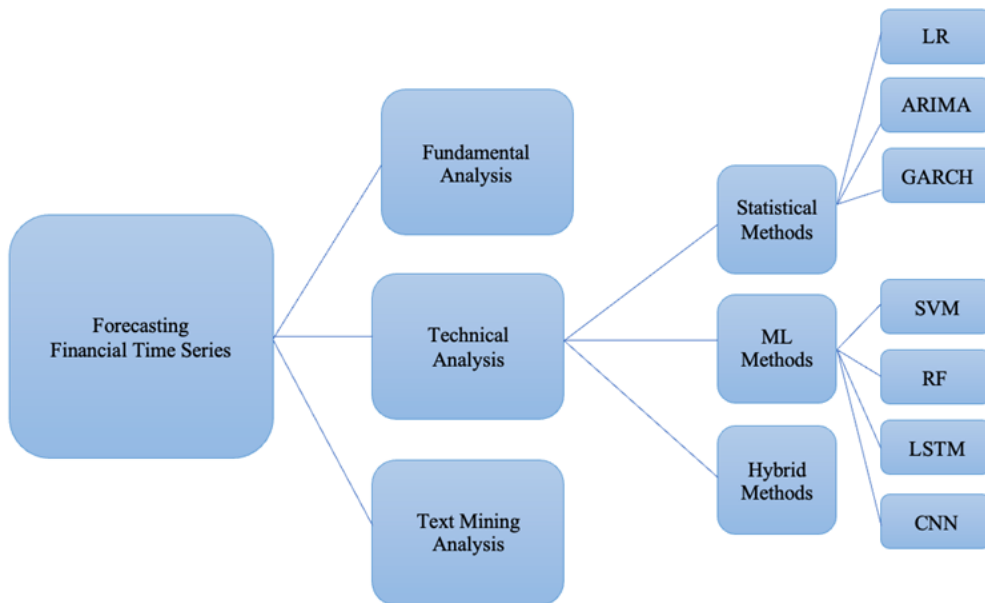 Forecasting
Financial Time Series
Fundamental
Analysis
Technical
Analysis
Text Mining
Analysis
Statistical
Methods
ML
Methods
Hybrid
Methods
LR
ARIMA
GARCH
SVM
RF
LSTM
CNN